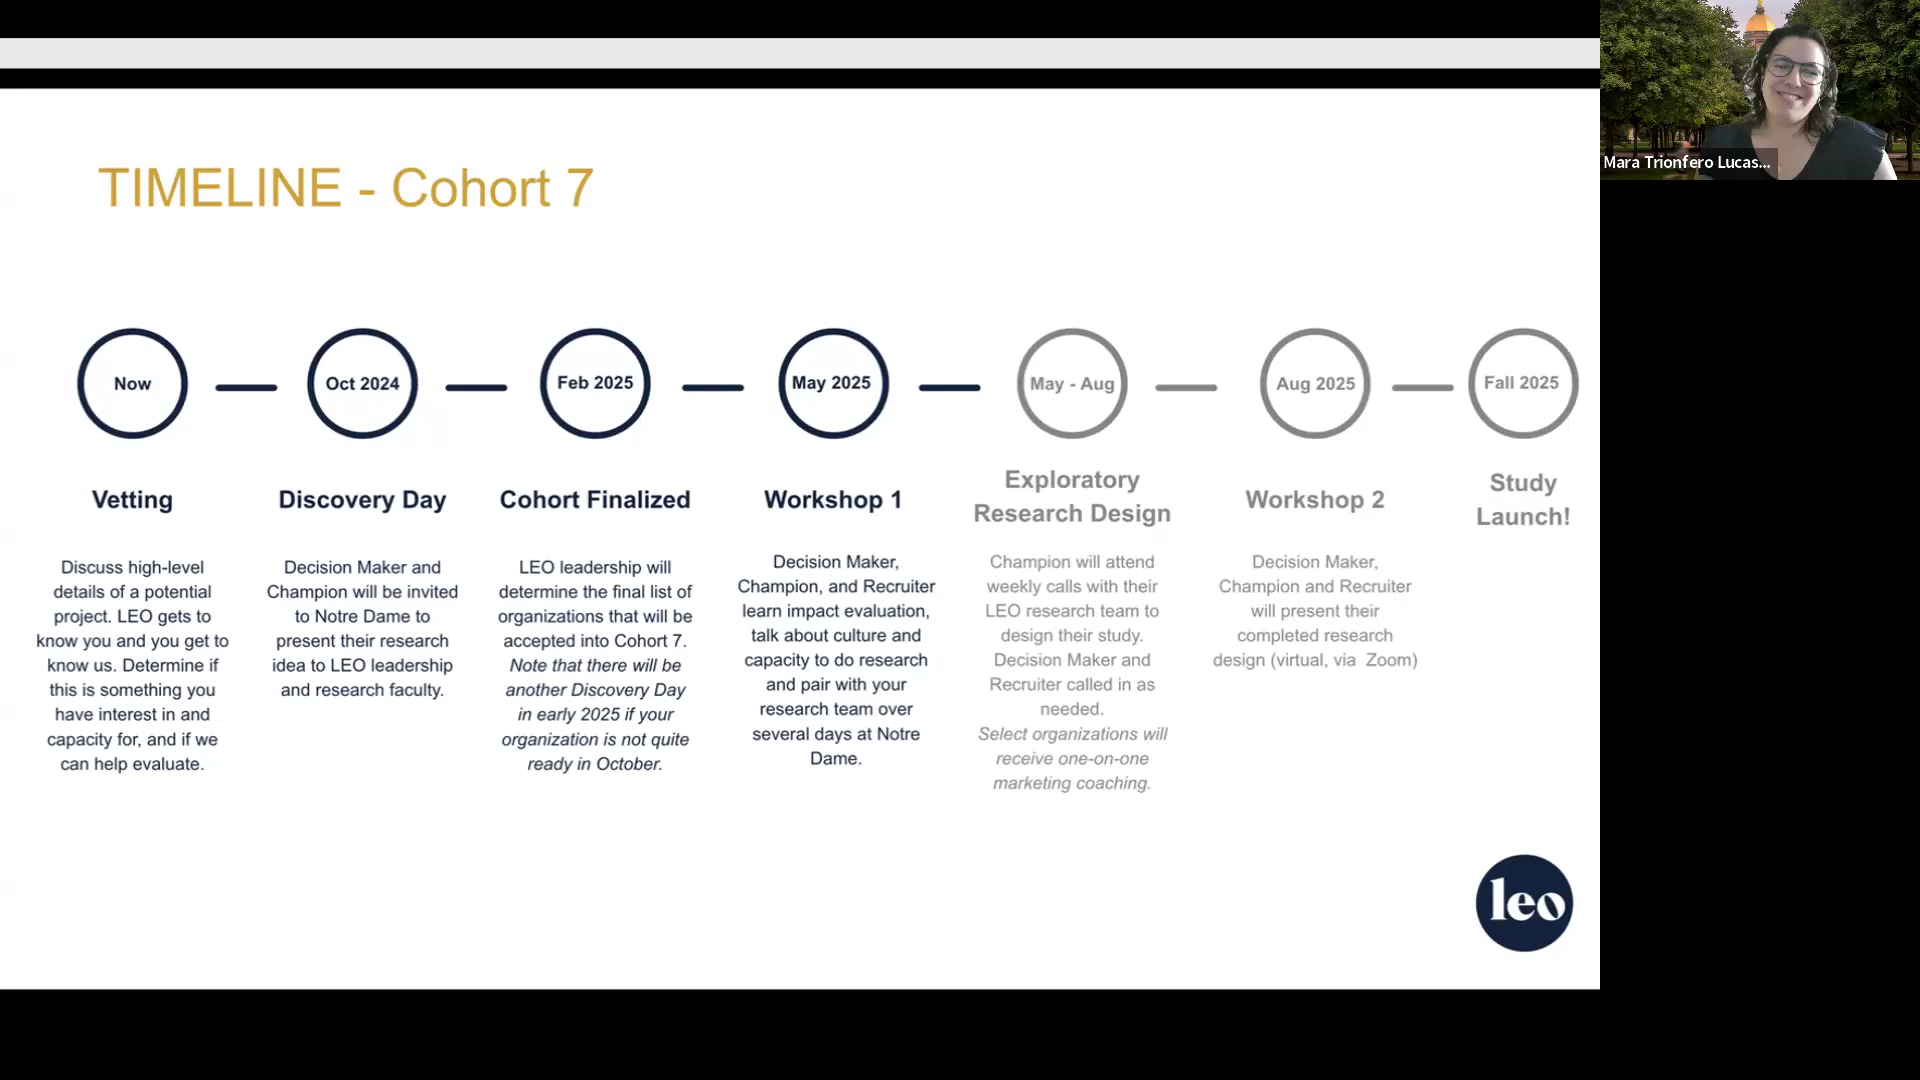 TIMELINE - Cohort 7
Mara Trionfero Lucas...
Now
Oct 2024
Feb 2025
May 2025
May - Aug
Aug 2025
Fall 2025
Vetting
Discuss high-level
details of a potential
project. LEO gets to
know you and you get to
know us. Determine if
this is something you
have interest in and
capacity for, and if we
can help evaluate.
Discovery Day
Decision Maker and
Champion will be invited
to Notre Dame to
present their research
idea to LEO leadership
and research faculty.
Cohort Finalized
LEO leadership will
determine the final list of
organizations that will be
accepted into Cohort 7.
Note that there will be
another Discovery Day
in early 2025 if your
organization is not quite
ready in October.
Workshop 1
Decision Maker,
Champion, and Recruiter
learn impact evaluation,
talk about culture and
capacity to do research
and pair with your
research team over
several days at Notre
Dame.
Exploratory
Research Design
Champion will attend
weekly calls with their
LEO research team to
design their study.
Decision Maker and
Recruiter called in as
needed.
Select organizations will
receive one-on-one
marketing coaching.
Workshop 2
Decision Maker,
Champion and Recruiter
will present their
completed research
design (virtual, via Zoom)
Study
Launch!
leo